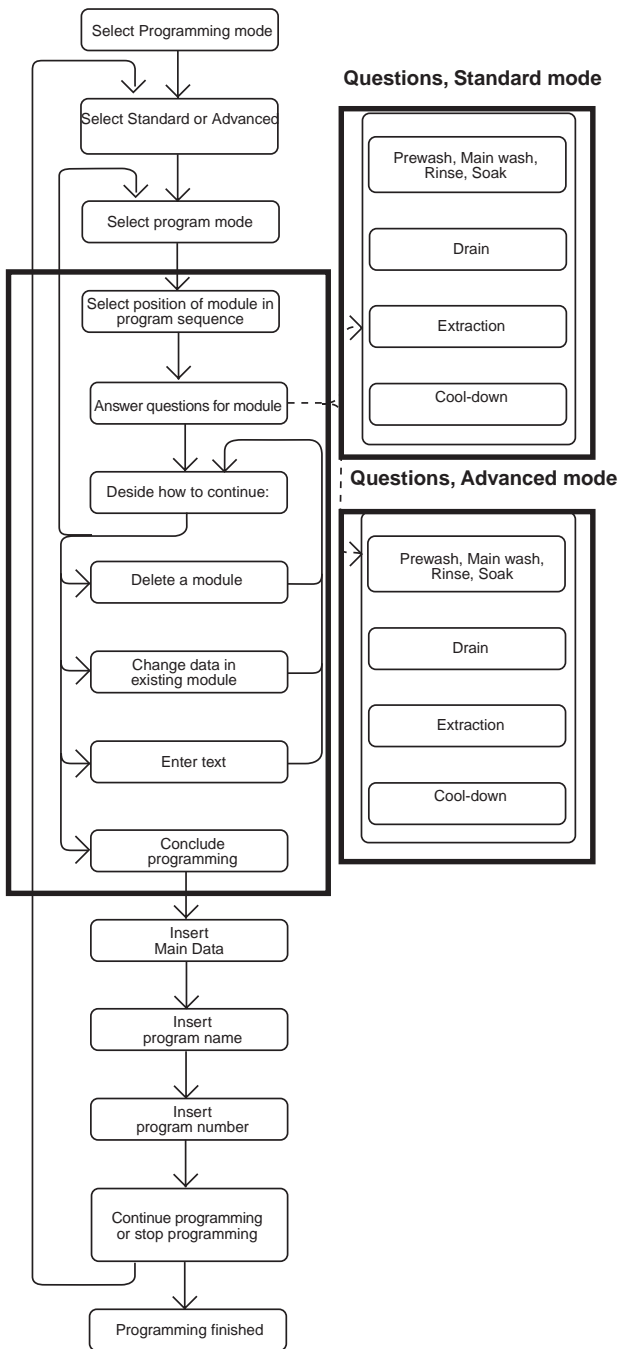 Select Programming mode
Select Standard or Advanced
Select program mode
Select position of module in
program sequence
Answer questions for module
Deside how to continue:
Delete a module
Change data in
existing module
Enter text
Conclude
programming
Insert
Main Data
Insert
program name
Insert
program number
Continue programming
or stop programming
Programming finished
Questions, Standard mode
Prewash, Main wash,
Rinse, Soak
Drain
Extraction
Cool-down
Questions, Advanced mode
Prewash, Main wash,
Rinse, Soak
Drain
Extraction
Cool-down